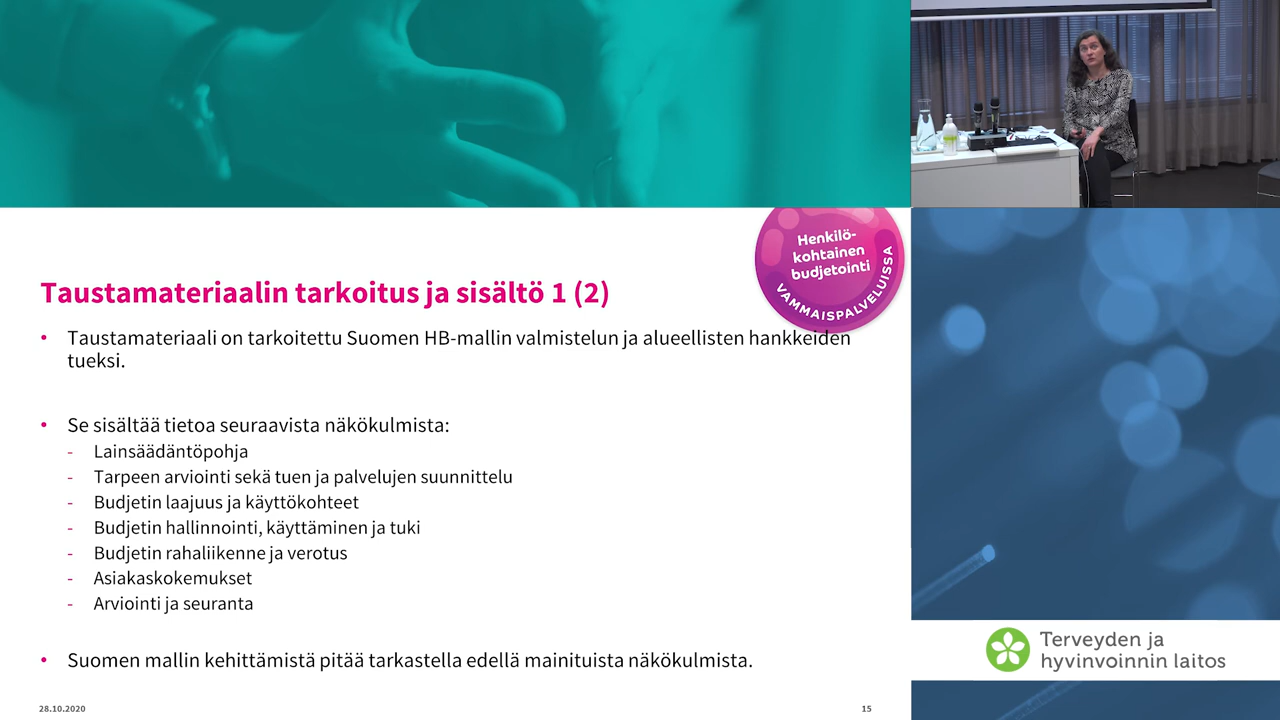 Henkilö-
kohtainen
budjetointi
VAMMAISPALVELUISSA
Taustamateriaalin tarkoitus ja sisältö 1 (2)
• Taustamateriaali on tarkoitettu Suomen HB-mallin valmistelun ja alueellisten hankkeiden
tueksi.
• Se sisältää tietoa seuraavista näkökulmista:
- Lainsäädäntöpohja
- Tarpeen arviointi sekä tuen ja palvelujen suunnittelu
- Budjetin laajuus ja käyttökohteet
- Budjetin hallinnointi, käyttäminen ja tuki
- Budjetin rahaliikenne ja verotus
- Asiakaskokemukset
- Arviointi ja seuranta
• Suomen mallin kehittämistä pitää tarkastella edellä mainituista näkökulmista.
28.10.2020
15
Terveyden ja
hyvinvoinnin laitos